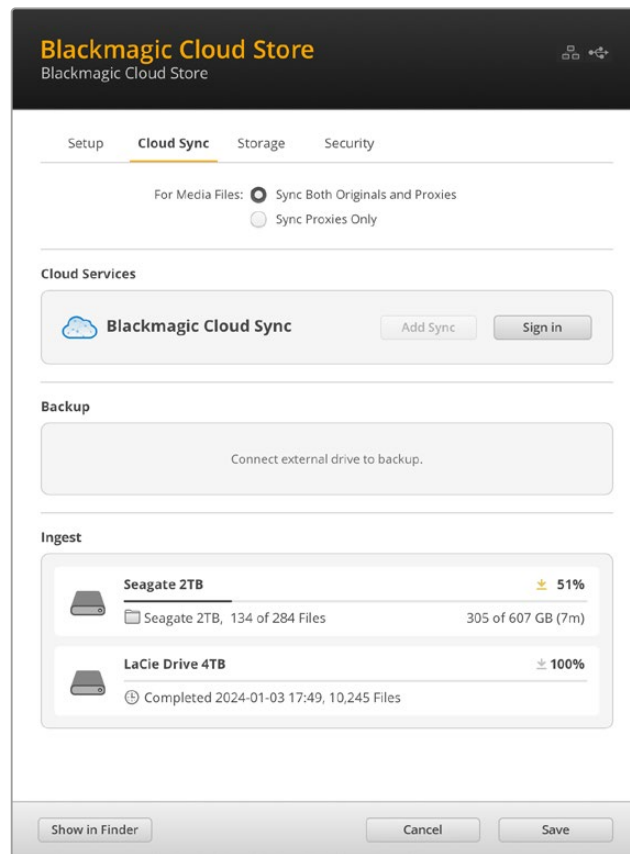 Blackmagic Cloud Store
Blackmagic Cloud Store
Setup Cloud Sync Storage Security
For Media Files: Sync Both Originals and Proxies
Sync Proxies Only
Cloud Services
Blackmagic Cloud Sync Add Sync Sign in
Backup
Connect external drive to backup.
Ingest
Seagate 2TB 51%
Seagate 2TB, 134 of 284 Files 305 of 607 GB (7m)
LaCie Drive 4TB 100%
Completed 2024-01-03 17:49, 10,245 Files
Show in Finder Cancel Save